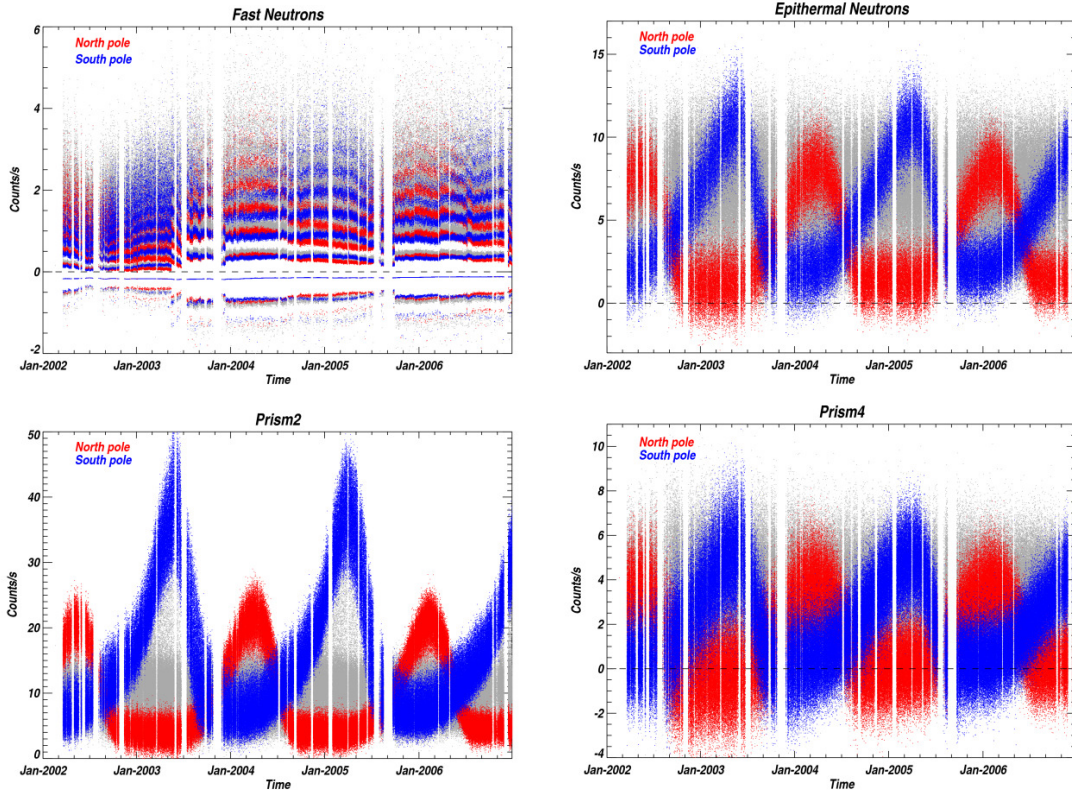 Fast Neutrons
North pole
South pole
6
4
2
0
-2
Counts/s
Jan-2002 Jan-2003 Jan-2004 Jan-2005 Jan-2006
Time
Epithermal Neutrons
North pole
South pole
15
10
5
0
Counts/s
Jan-2002 Jan-2003 Jan-2004 Jan-2005 Jan-2006
Time
Prism2
North pole
South pole
50
40
30
20
10
0
Counts/s
Jan-2002 Jan-2003 Jan-2004 Jan-2005 Jan-2006
Time
Prism4
North pole
South pole
10
8
6
4
2
0
-2
-4
Counts/s
Jan-2002 Jan-2003 Jan-2004 Jan-2005 Jan-2006
Time